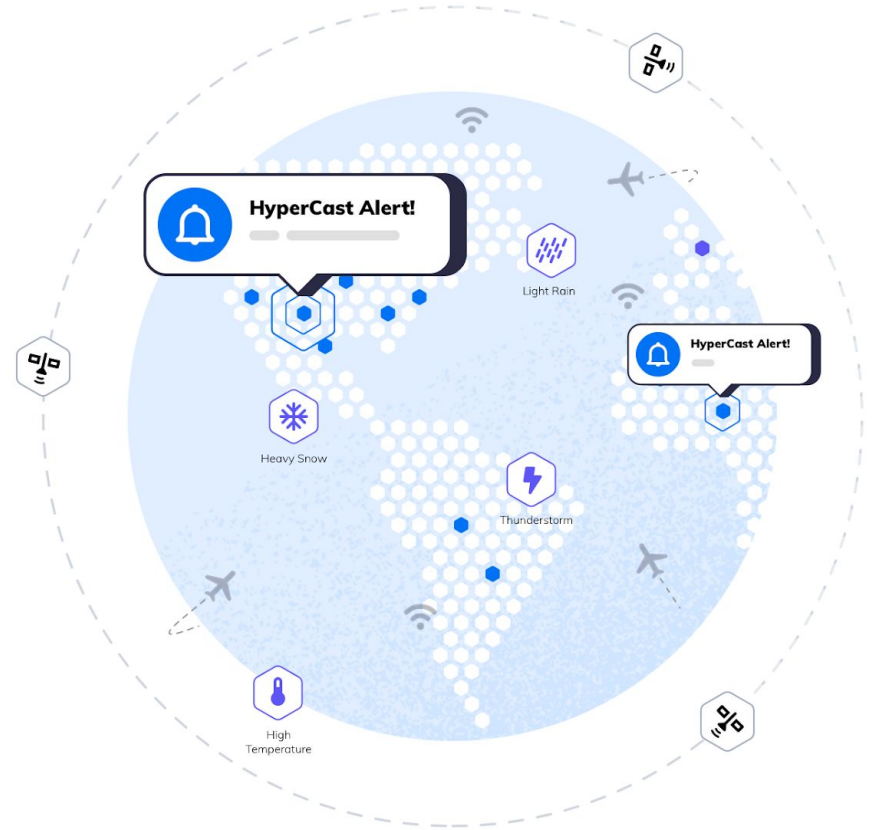 HyperCast Alert!
Light Rain
HyperCast Alert!
Heavy Snow
Thunderstorm
High
Temperature